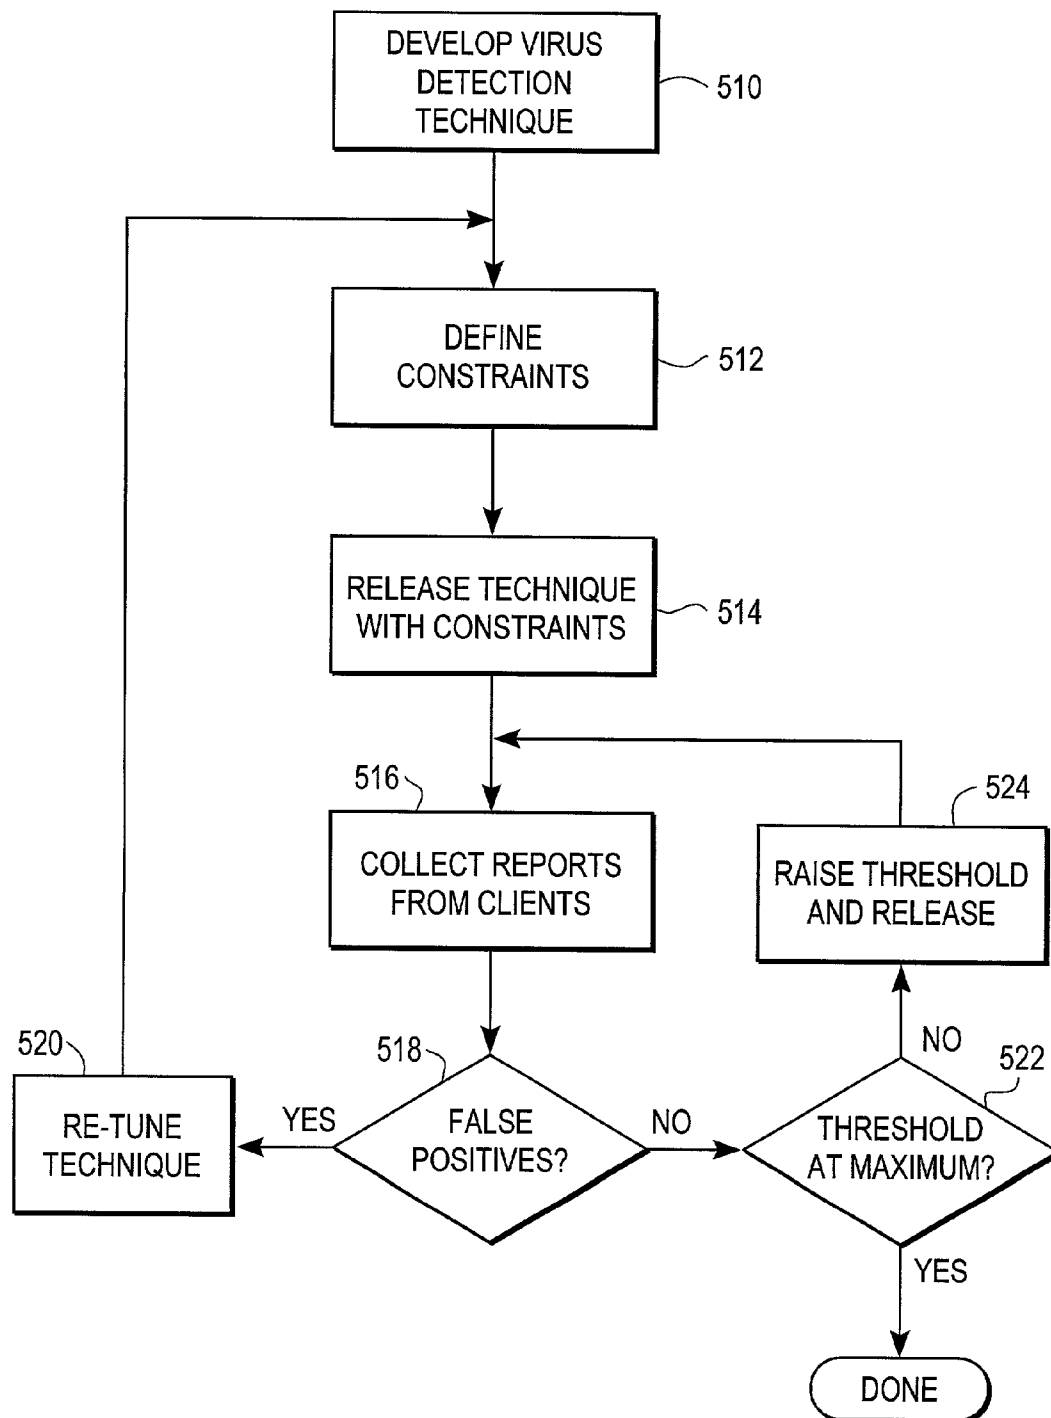 DEVELOP VIRUS
DETECTION
TECHNIQUE
510
DEFINE
CONSTRAINTS
512
RELEASE TECHNIQUE
WITH CONSTRAINTS
514
516
COLLECT REPORTS
FROM CLIENTS
524
RAISE THRESHOLD
AND RELEASE
520
RE-TUNE
TECHNIQUE
YES
518
FALSE
POSITIVES?
NO
NO
522
THRESHOLD
AT MAXIMUM?
YES
DONE